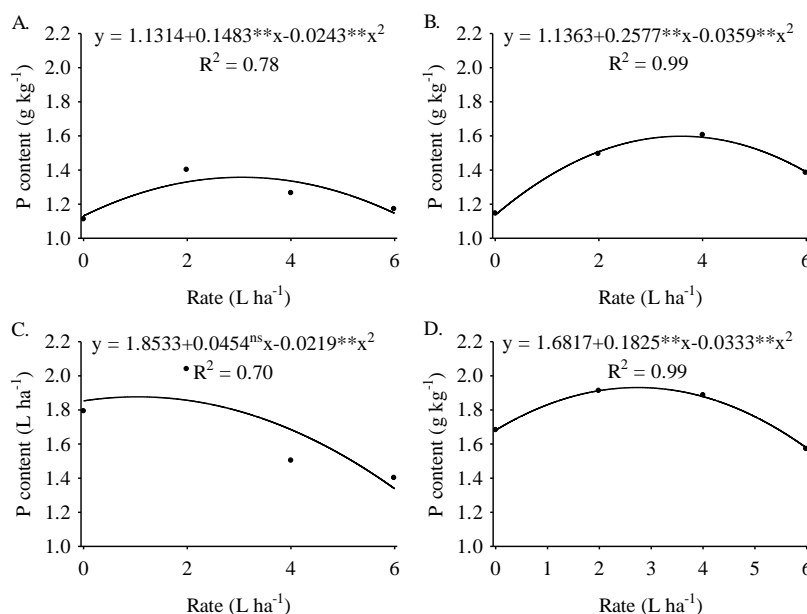 A.
y = 1.1314+0.1483**x-0.0243**x²
R² = 0.78
P content (g kg⁻¹)
2.2
2.0
1.8
1.6
1.4
1.2
1.0
0 2 4 6
Rate (L ha⁻¹)
B.
y = 1.1363+0.2577**x-0.0359**x²
R² = 0.99
P content (g kg⁻¹)
2.2
2.0
1.8
1.6
1.4
1.2
1.0
0 2 4 6
Rate (L ha⁻¹)
C.
y = 1.8533+0.0454ⁿˢx-0.0219**x²
R² = 0.70
P content (L ha⁻¹)
2.2
2.0
1.8
1.6
1.4
1.2
1.0
0 2 4 6
Rate (L ha⁻¹)
D.
y = 1.6817+0.1825**x-0.0333**x²
R² = 0.99
P content (g kg⁻¹)
2.2
2.0
1.8
1.6
1.4
1.2
1.0
0 1 2 3 4 5 6
Rate (L ha⁻¹)